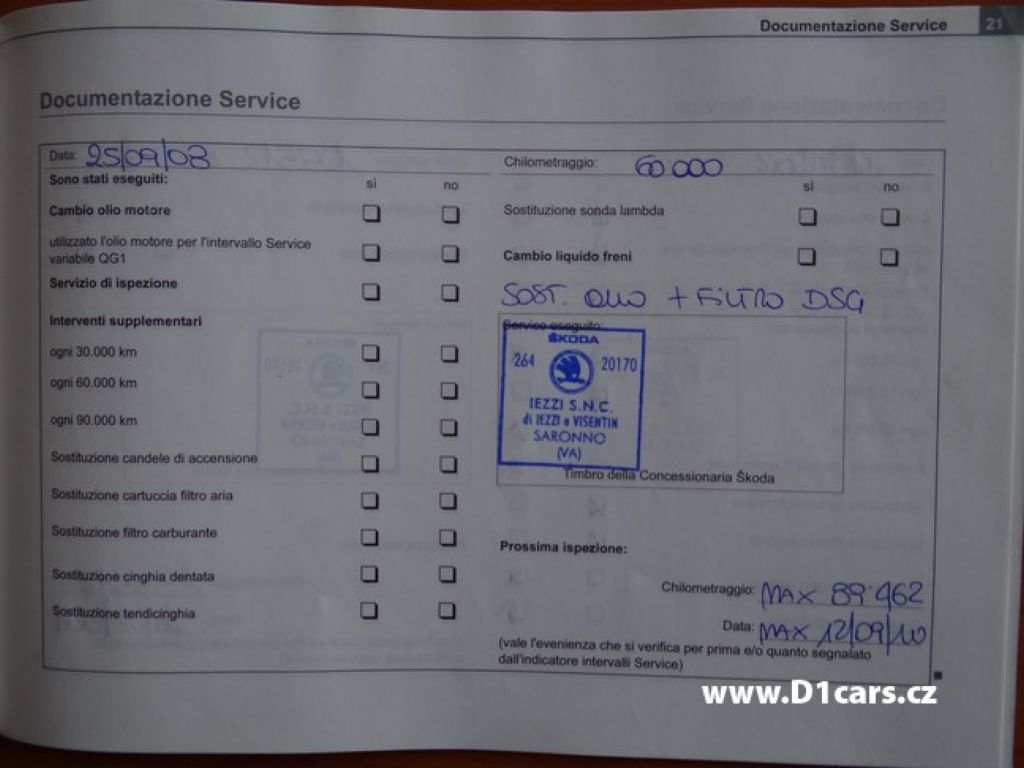 Documentazione Service 21
Documentazione Service
Data: 25/09/08
Chilometraggio: 60.000
Sono stati eseguiti:
sì no
sì no
Cambio olio motore
Sostituzione sonda lambda
utilizzato l'olio motore per l'intervallo Service
variabile QG1
Cambio liquido freni
Servizio di ispezione
SOST. OLIO + FILTRO DSG
Interventi supplementari
Service eseguito:
ŠKODA
264 20170
IEZZI S.N.C.
di IEZZI e VISENTIN
SARONNO
(VA)
Timbro della Concessionaria Škoda
ogni 30.000 km
ogni 60.000 km
ogni 90.000 km
Sostituzione candele di accensione
Sostituzione cartuccia filtro aria
Sostituzione filtro carburante
Sostituzione cinghia dentata
Sostituzione tendicinghia
Prossima ispezione:
Chilometraggio: MAX 89.462
Data: MAX 12/09/10
(vale l'evenienza che si verifica per prima e/o quanto segnalato
dall'indicatore intervalli Service)
www.D1cars.cz